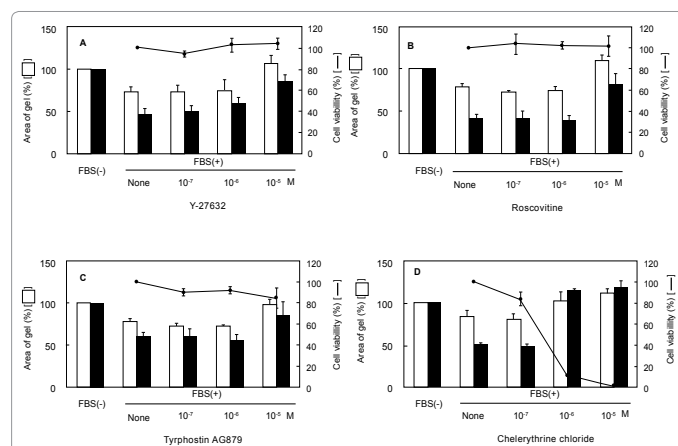 A
Area of gel (%) [ ]
Cell viabillity (%) [ ]
150
100
50
0
120
100
80
60
40
20
0
FBS(-)
FBS(+)
None 10-7 10-6 10-5 M
Y-27632
B
Area of gel (%) [ ]
Cell viabillity (%) [ ]
150
100
50
0
120
100
80
60
40
20
0
FBS(-)
FBS(+)
None 10-7 10-6 10-5 M
Roscovitine
C
Area of gel (%) [ ]
Cell viabillity (%) [ ]
150
100
50
0
120
100
80
60
40
20
0
FBS(-)
FBS(+)
None 10-7 10-6 10-5 M
Tyrphostin AG879
D
Area of gel (%) [ ]
Cell viabillity (%) [ ]
150
100
50
0
120
100
80
60
40
20
0
FBS(-)
FBS(+)
None 10-7 10-6 10-5 M
Chelerythrine chloride